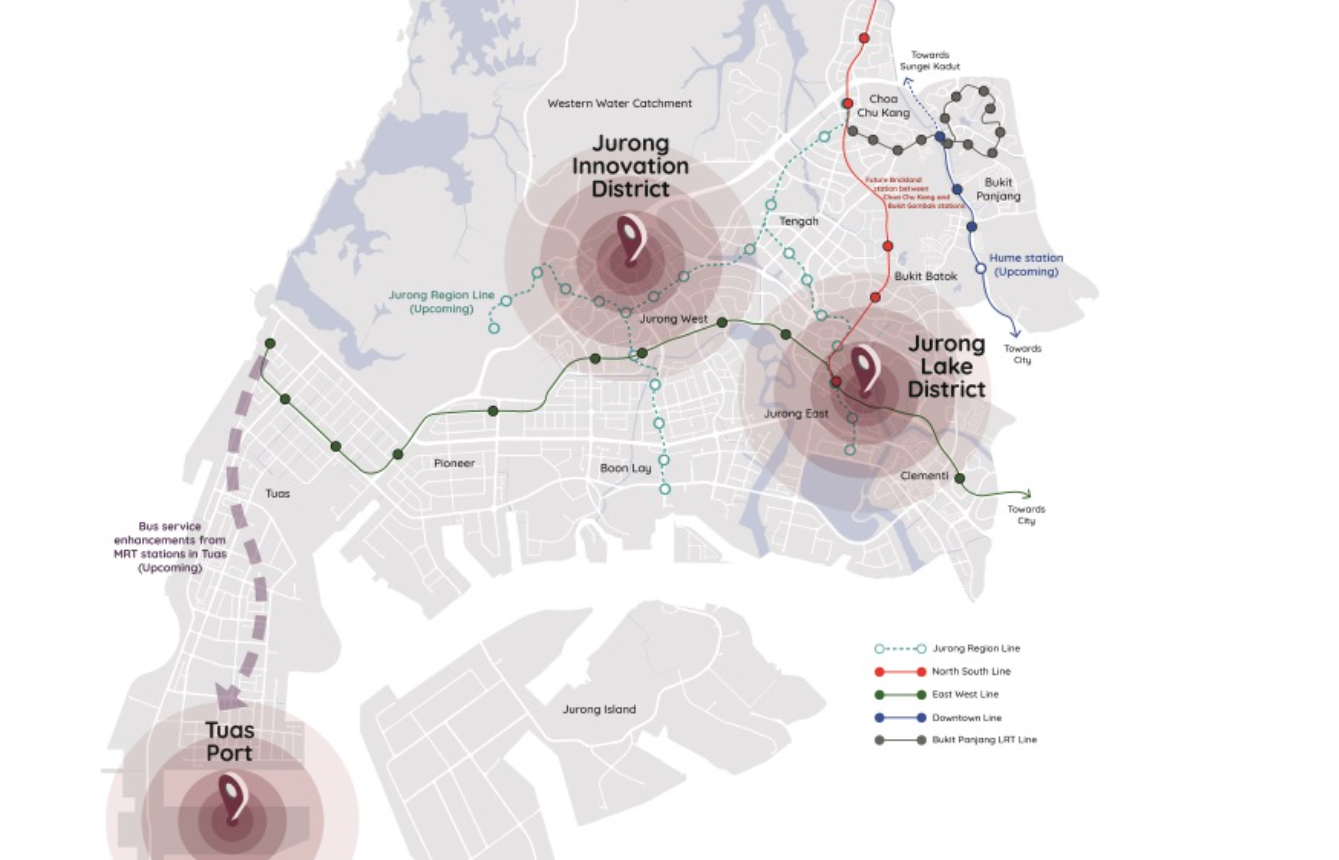 Towards
Sungei Kadut
Western Water Catchment
Choa
Chu Kang
Jurong
Innovation
District
Future Brickland
station between
Choa Chu Kang and
Bukit Gombak stations
Bukit
Panjang
Tengah
Hume station
(Upcoming)
Bukit Batok
Jurong Region Line
(Upcoming)
Jurong West
Jurong
Lake
District
Towards
City
Jurong East
Pioneer
Boon Lay
Clementi
Tuas
Towards
City
Bus service
enhancements from
MRT stations in Tuas
(Upcoming)
Jurong Region Line
North South Line
East West Line
Downtown Line
Bukit Panjang LRT Line
Jurong Island
Tuas
Port